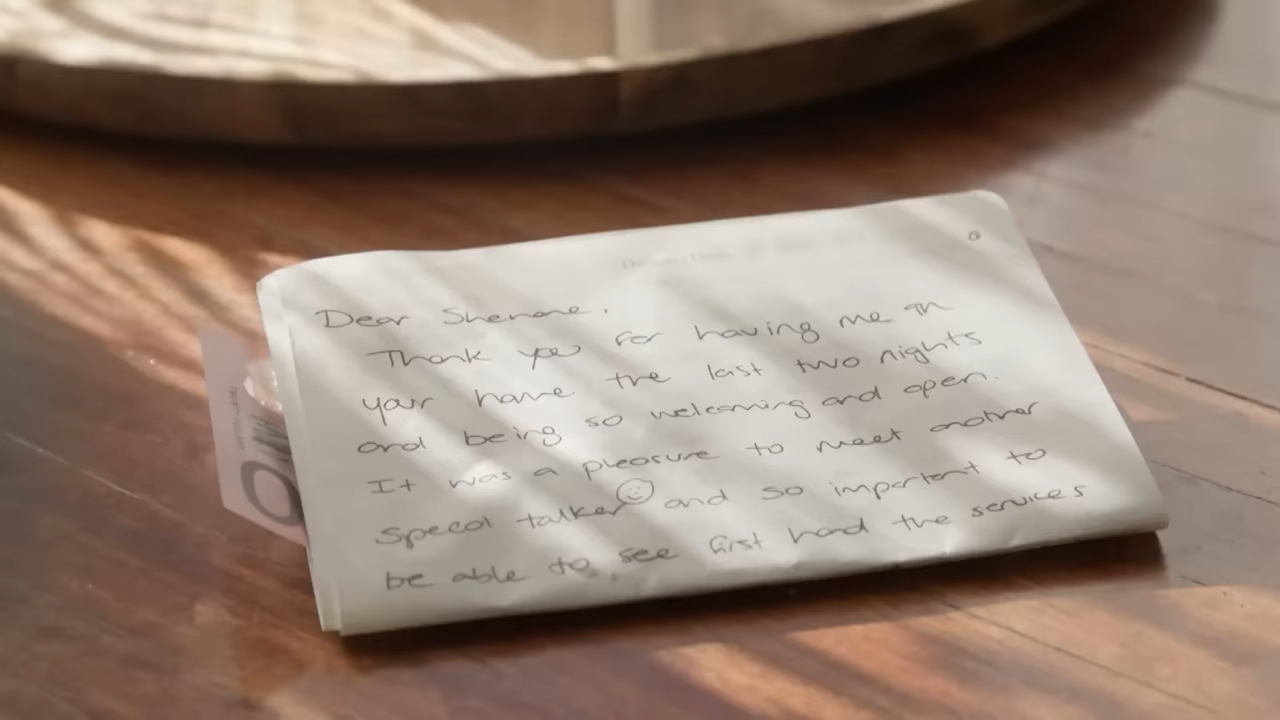 Dear Sherrone,
Thank you for having me in
your home the last two nights
and being so welcoming and open.
It was a pleasure to meet another
speed talker and so important to
be able to see first hand the services